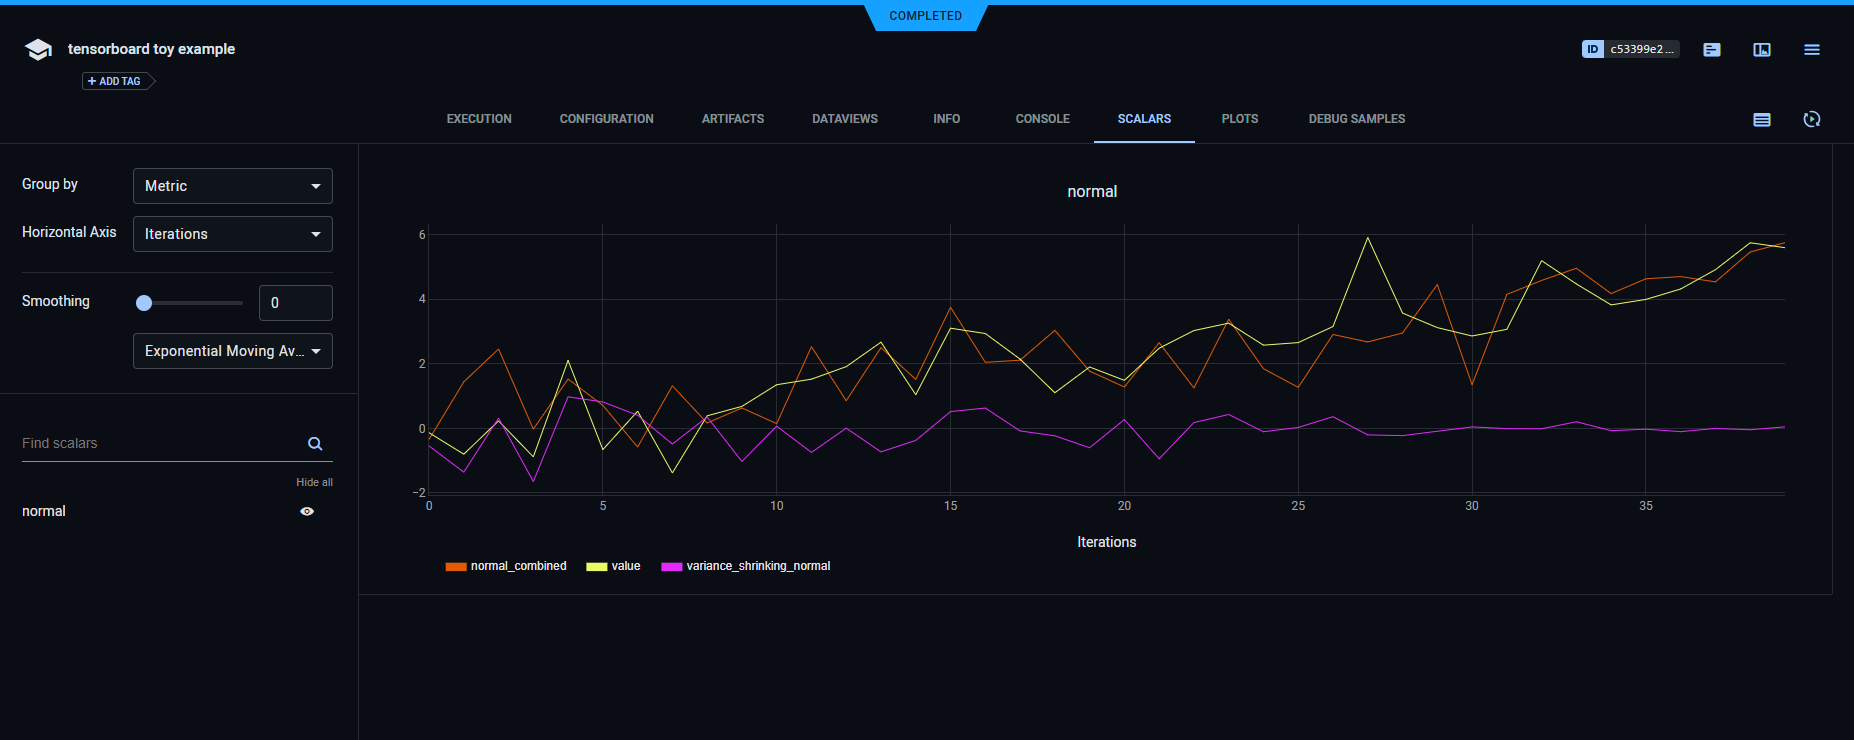 COMPLETED
tensorboard toy example
ID c53399e2...
+ ADD TAG
EXECUTION CONFIGURATION ARTIFACTS DATAVIEWS INFO CONSOLE SCALARS PLOTS DEBUG SAMPLES
Group by Metric
Horizontal Axis Iterations
Smoothing 0
Exponential Moving Av...
Find scalars
Hide all
normal
normal
6
4
2
0
−2
0 5 10 15 20 25 30 35
Iterations
normal_combined value variance_shrinking_normal